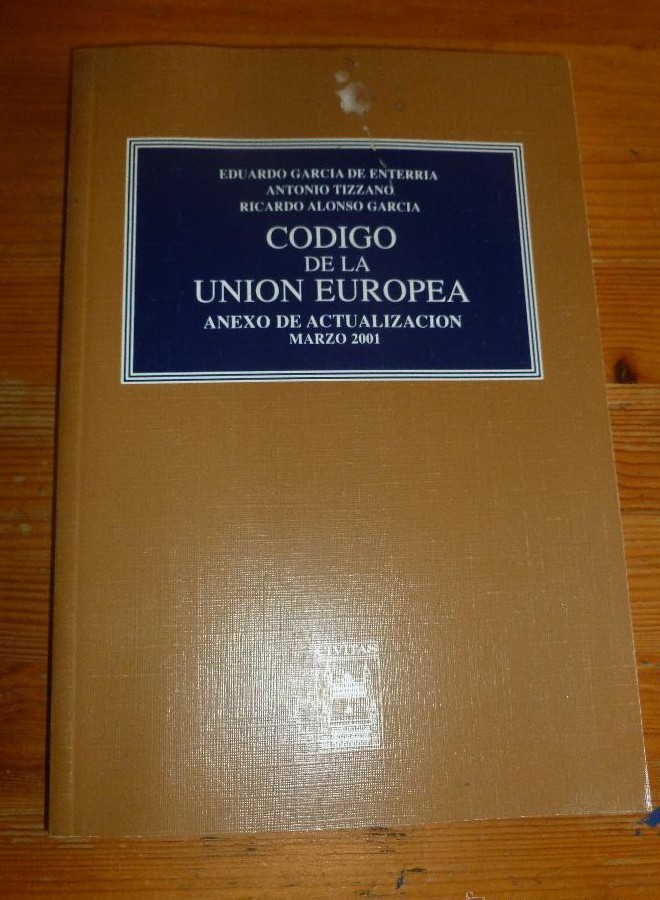 EDUARDO GARCIA DE ENTERRIA
ANTONIO TIZZANO
RICARDO ALONSO GARCIA
CODIGO
DE LA
UNION EUROPEA
ANEXO DE ACTUALIZACION
MARZO 2001
CIVITAS